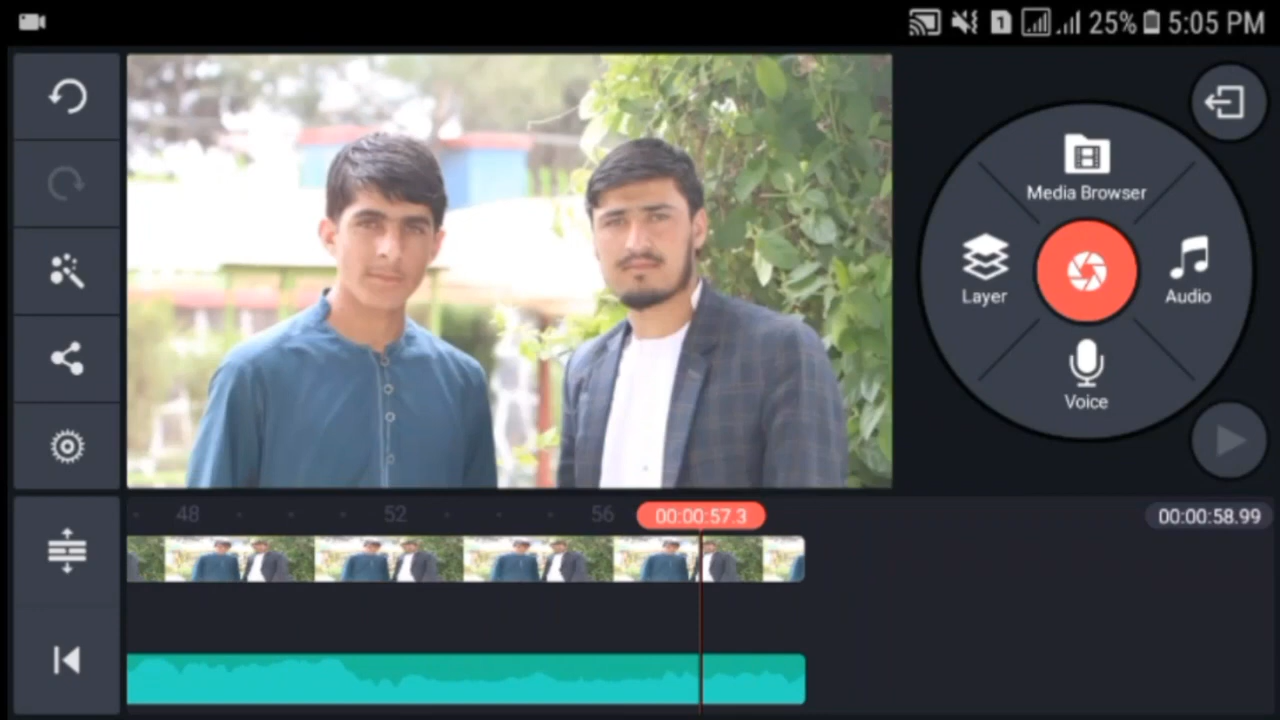 1 25% 5:05 PM
Media Browser
Layer
Audio
Voice
48 52 56 00:00:57.3 00:00:58.99